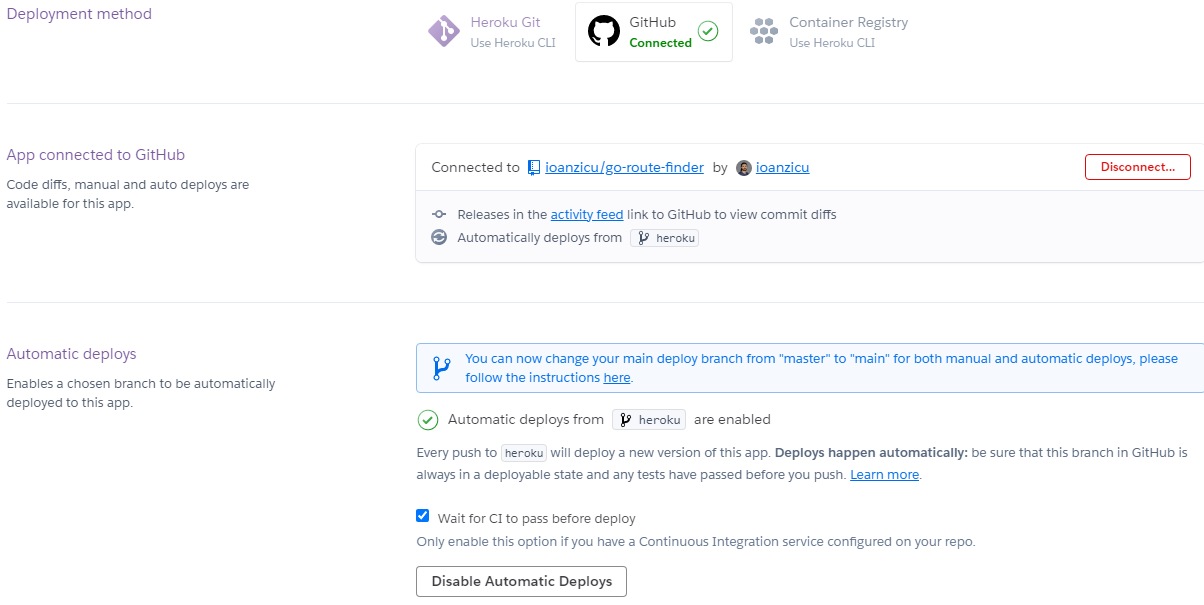 Deployment method
Heroku Git
Use Heroku CLI
GitHub
Connected
Container Registry
Use Heroku CLI
App connected to GitHub
Code diffs, manual and auto deploys are
available for this app.
Connected to ioanzicu/go-route-finder by ioanzicu
Disconnect...
Releases in the activity feed link to GitHub to view commit diffs
Automatically deploys from heroku
Automatic deploys
Enables a chosen branch to be automatically
deployed to this app.
You can now change your main deploy branch from "master" to "main" for both manual and automatic deploys, please
follow the instructions here.
Automatic deploys from heroku are enabled
Every push to heroku will deploy a new version of this app. Deploys happen automatically: be sure that this branch in GitHub is
always in a deployable state and any tests have passed before you push. Learn more.
Wait for CI to pass before deploy
Only enable this option if you have a Continuous Integration service configured on your repo.
Disable Automatic Deploys